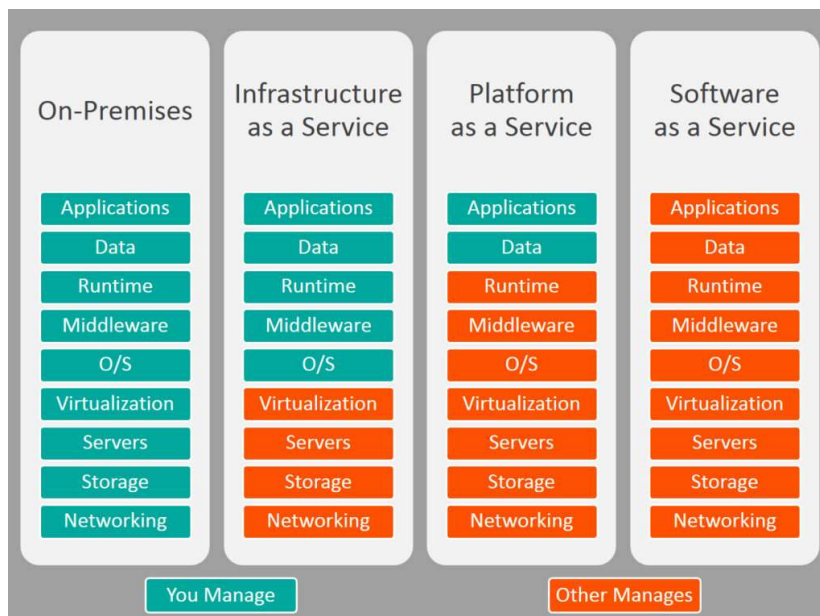 On-Premises
Applications
Data
Runtime
Middleware
O/S
Virtualization
Servers
Storage
Networking
Infrastructure
as a Service
Applications
Data
Runtime
Middleware
O/S
Virtualization
Servers
Storage
Networking
Platform
as a Service
Applications
Data
Runtime
Middleware
O/S
Virtualization
Servers
Storage
Networking
Software
as a Service
Applications
Data
Runtime
Middleware
O/S
Virtualization
Servers
Storage
Networking
You Manage
Other Manages